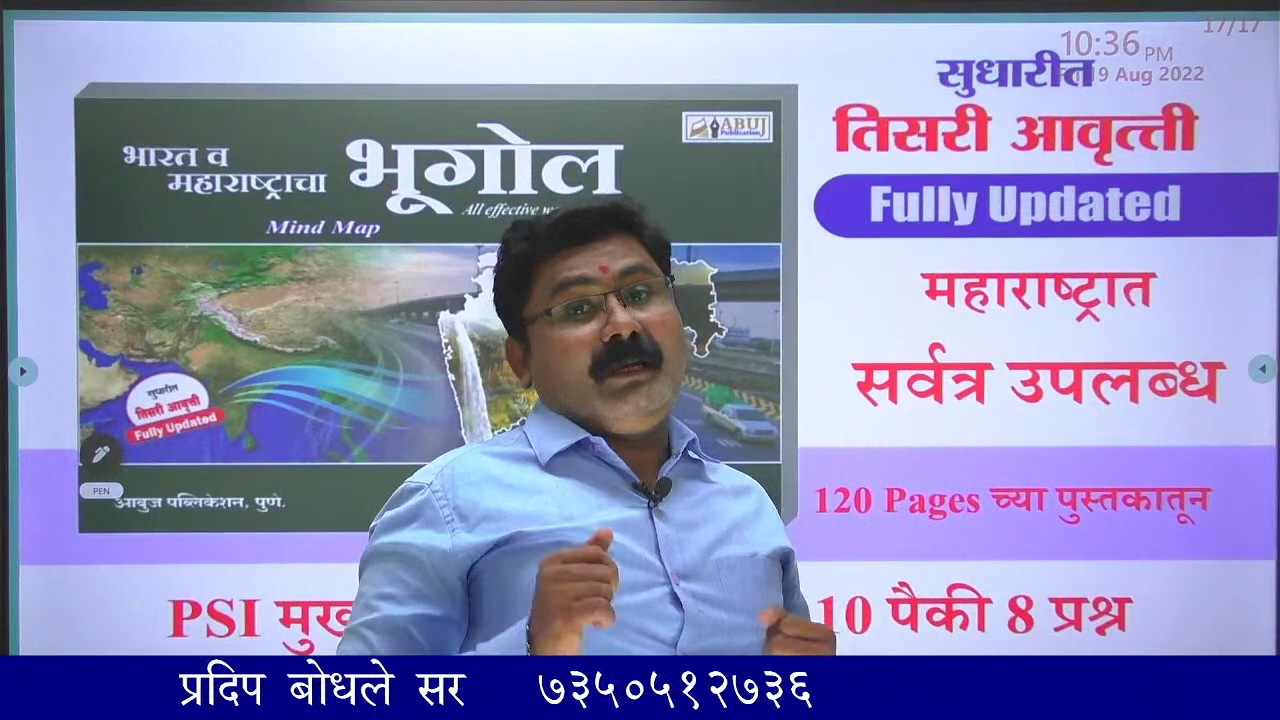 17/17
10:36 PM
19 Aug 2022
सुधारीत
तिसरी आवृत्ती
Fully Updated
महाराष्ट्रात
सर्वत्र उपलब्ध
120 Pages च्या पुस्तकातून
10 पैकी 8 प्रश्न
ABUJ
Publication
भारत व
महाराष्ट्राचा
भूगोल
All effective
Mind Map
सुधारीत
तिसरी आवृत्ती
Fully Updated
PEN
आबुज पब्लिकेशन, पुणे.
PSI
प्रदिप बोधले सर ७३५०५१२७३६